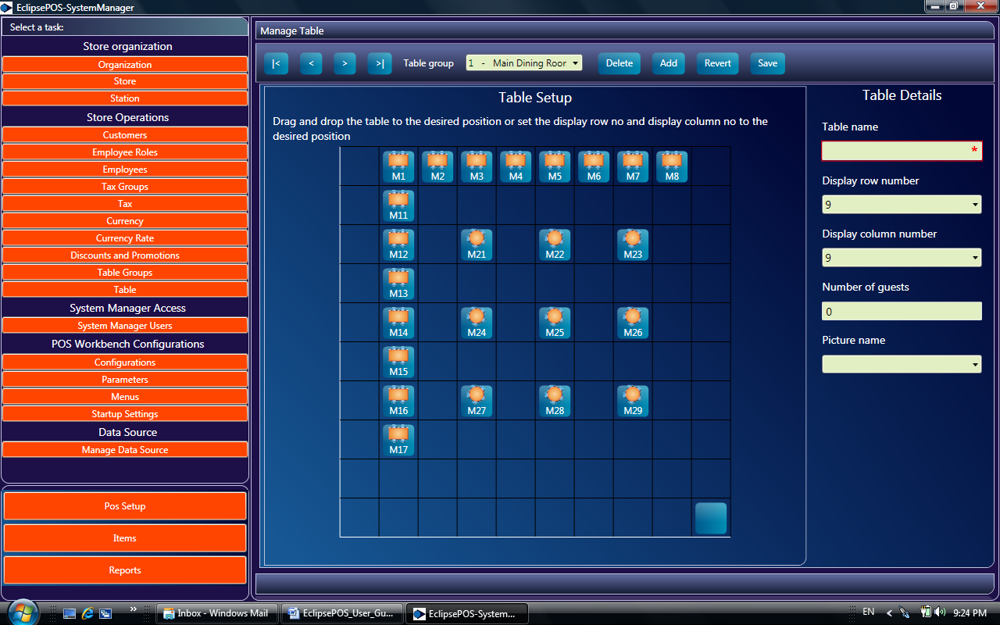 EclipsePOS-SystemManager
Select a task:
Store organization
Organization
Store
Station
Store Operations
Customers
Employee Roles
Employees
Tax Groups
Tax
Currency
Currency Rate
Discounts and Promotions
Table Groups
Table
System Manager Access
System Manager Users
POS Workbench Configurations
Configurations
Parameters
Menus
Startup Settings
Data Source
Manage Data Source
Pos Setup
Items
Reports
Manage Table
|< < > >| Table group 1 - Main Dining Roor Delete Add Revert Save
Table Setup
Drag and drop the table to the desired position or set the display row no and display column no to the
desired position
M1 M2 M3 M4 M5 M6 M7 M8
M11
M12 M21 M22 M23
M13
M14 M24 M25 M26
M15
M16 M27 M28 M29
M17
Table Details
Table name
*
Display row number
9
Display column number
9
Number of guests
0
Picture name
Inbox - Windows Mail EclipsePOS_User_Gu... EclipsePOS-System... EN 9:24 PM